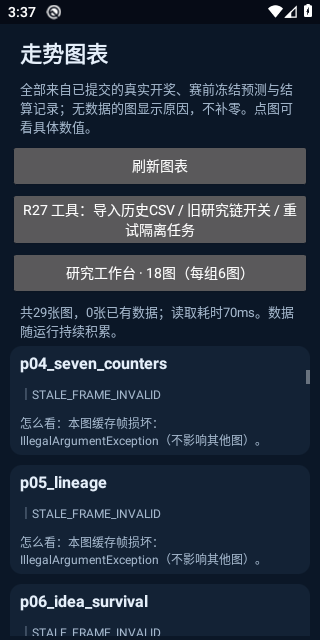 3:37
走势图表
全部来自已提交的真实开奖、赛前冻结预测与结
算记录；无数据的图显示原因，不补零。点图可
看具体数值。
刷新图表
R27 工具：导入历史CSV / 旧研究链开关 / 重
试隔离任务
研究工作台 · 18图（每组6图）
共29张图，0张已有数据；读取耗时70ms。数据
随运行持续积累。
p04_seven_counters
｜STALE_FRAME_INVALID
怎么看：本图缓存帧损坏：
IllegalArgumentException（不影响其他图）。
p05_lineage
｜STALE_FRAME_INVALID
怎么看：本图缓存帧损坏：
IllegalArgumentException（不影响其他图）。
p06_idea_survival
｜STALE_FRAME_INVALID